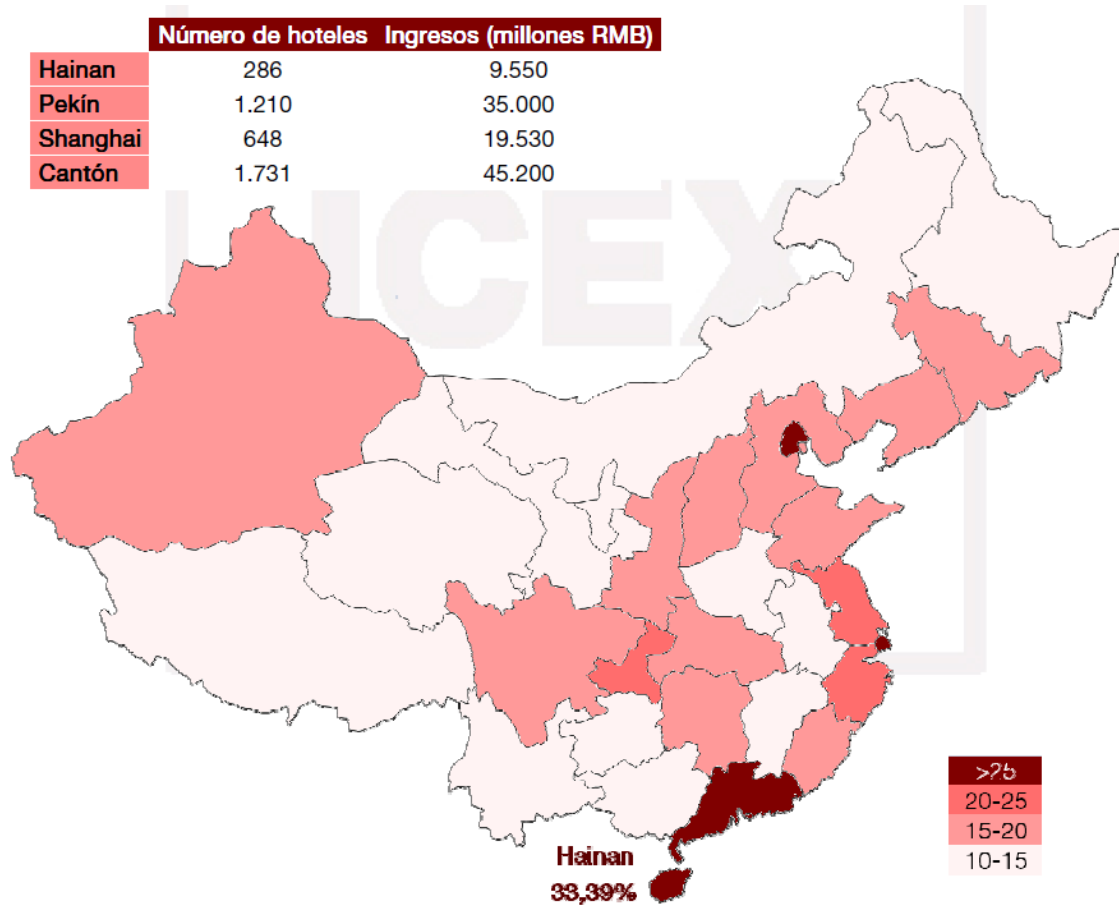 Número de hoteles Ingresos (millones RMB)
Hainan 286 9.550
Pekín 1.210 35.000
Shanghai 648 19.530
Cantón 1.731 45.200
ICEX
>25
20-25
15-20
10-15
Hainan
33,39%